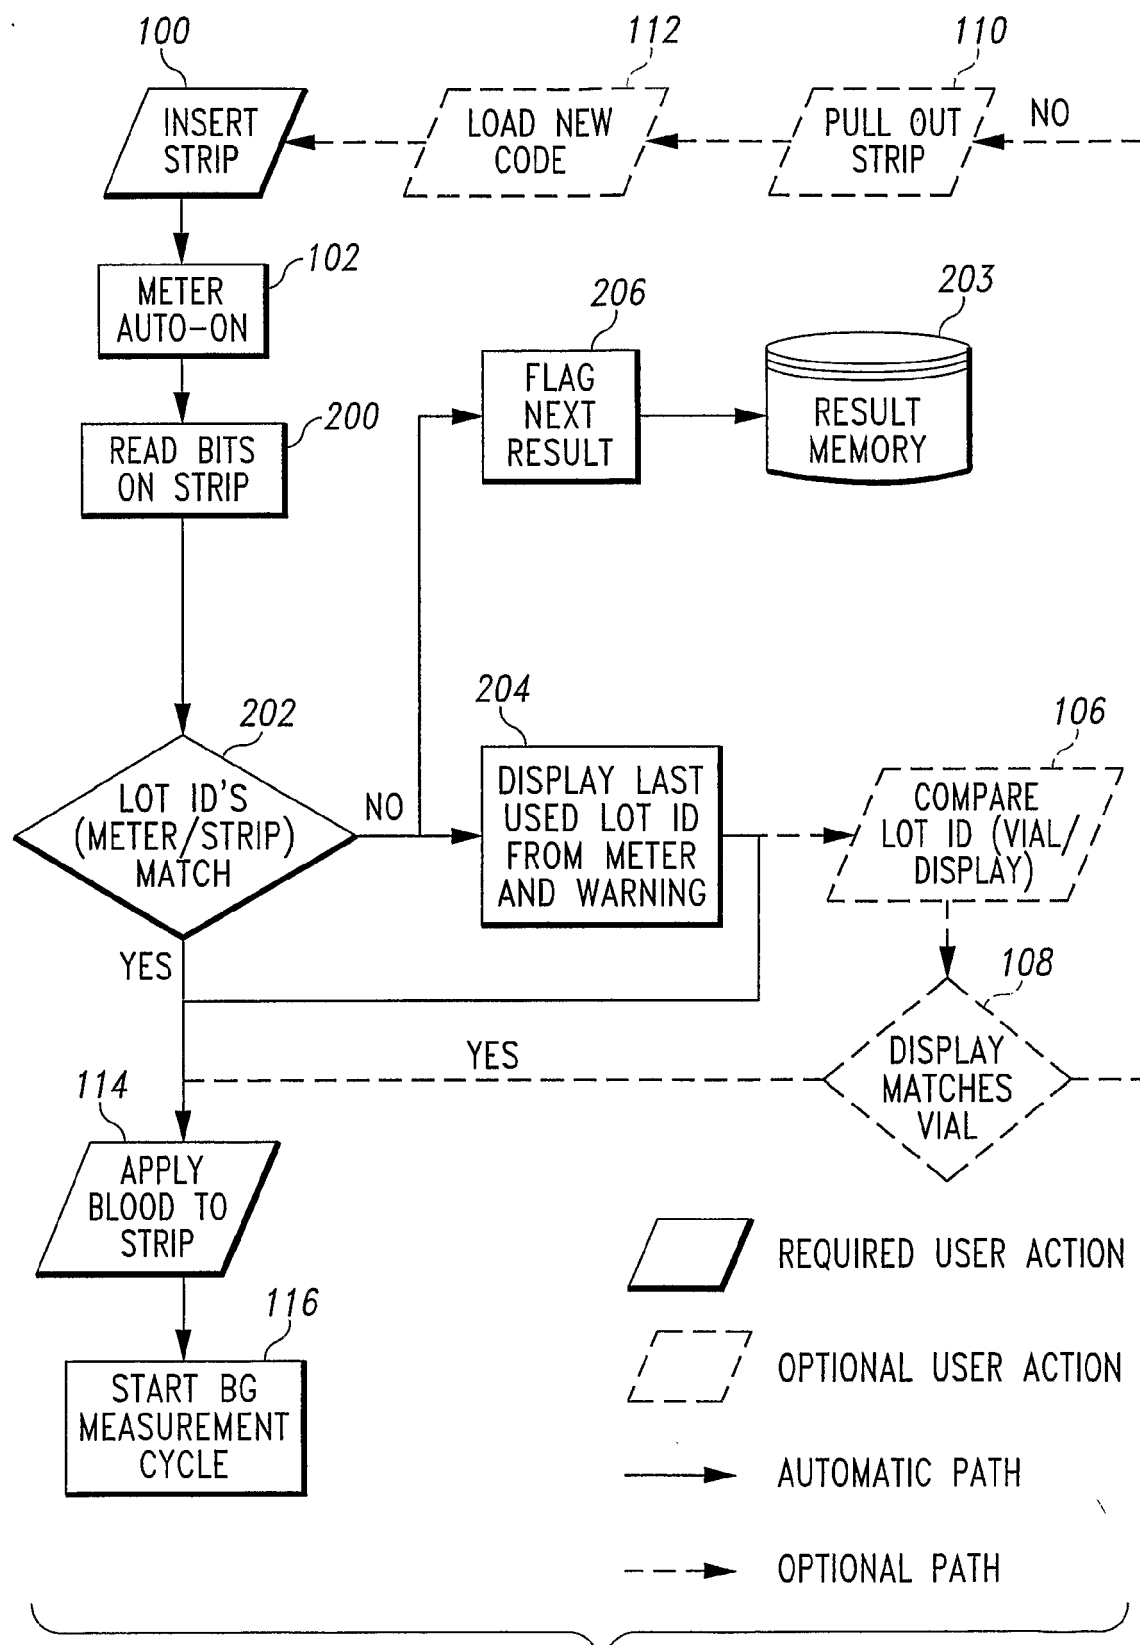 100
112
110
INSERT
STRIP
LOAD NEW
CODE
PULL OUT
STRIP
NO
102
METER
AUTO-ON
206
203
FLAG
NEXT
RESULT
RESULT
MEMORY
200
READ BITS
ON STRIP
202
LOT ID'S
(METER/STRIP)
MATCH
NO
204
DISPLAY LAST
USED LOT ID
FROM METER
AND WARNING
106
COMPARE
LOT ID (VIAL/
DISPLAY)
YES
108
DISPLAY
MATCHES
VIAL
YES
114
APPLY
BLOOD TO
STRIP
116
START BG
MEASUREMENT
CYCLE
REQUIRED USER ACTION
OPTIONAL USER ACTION
AUTOMATIC PATH
OPTIONAL PATH